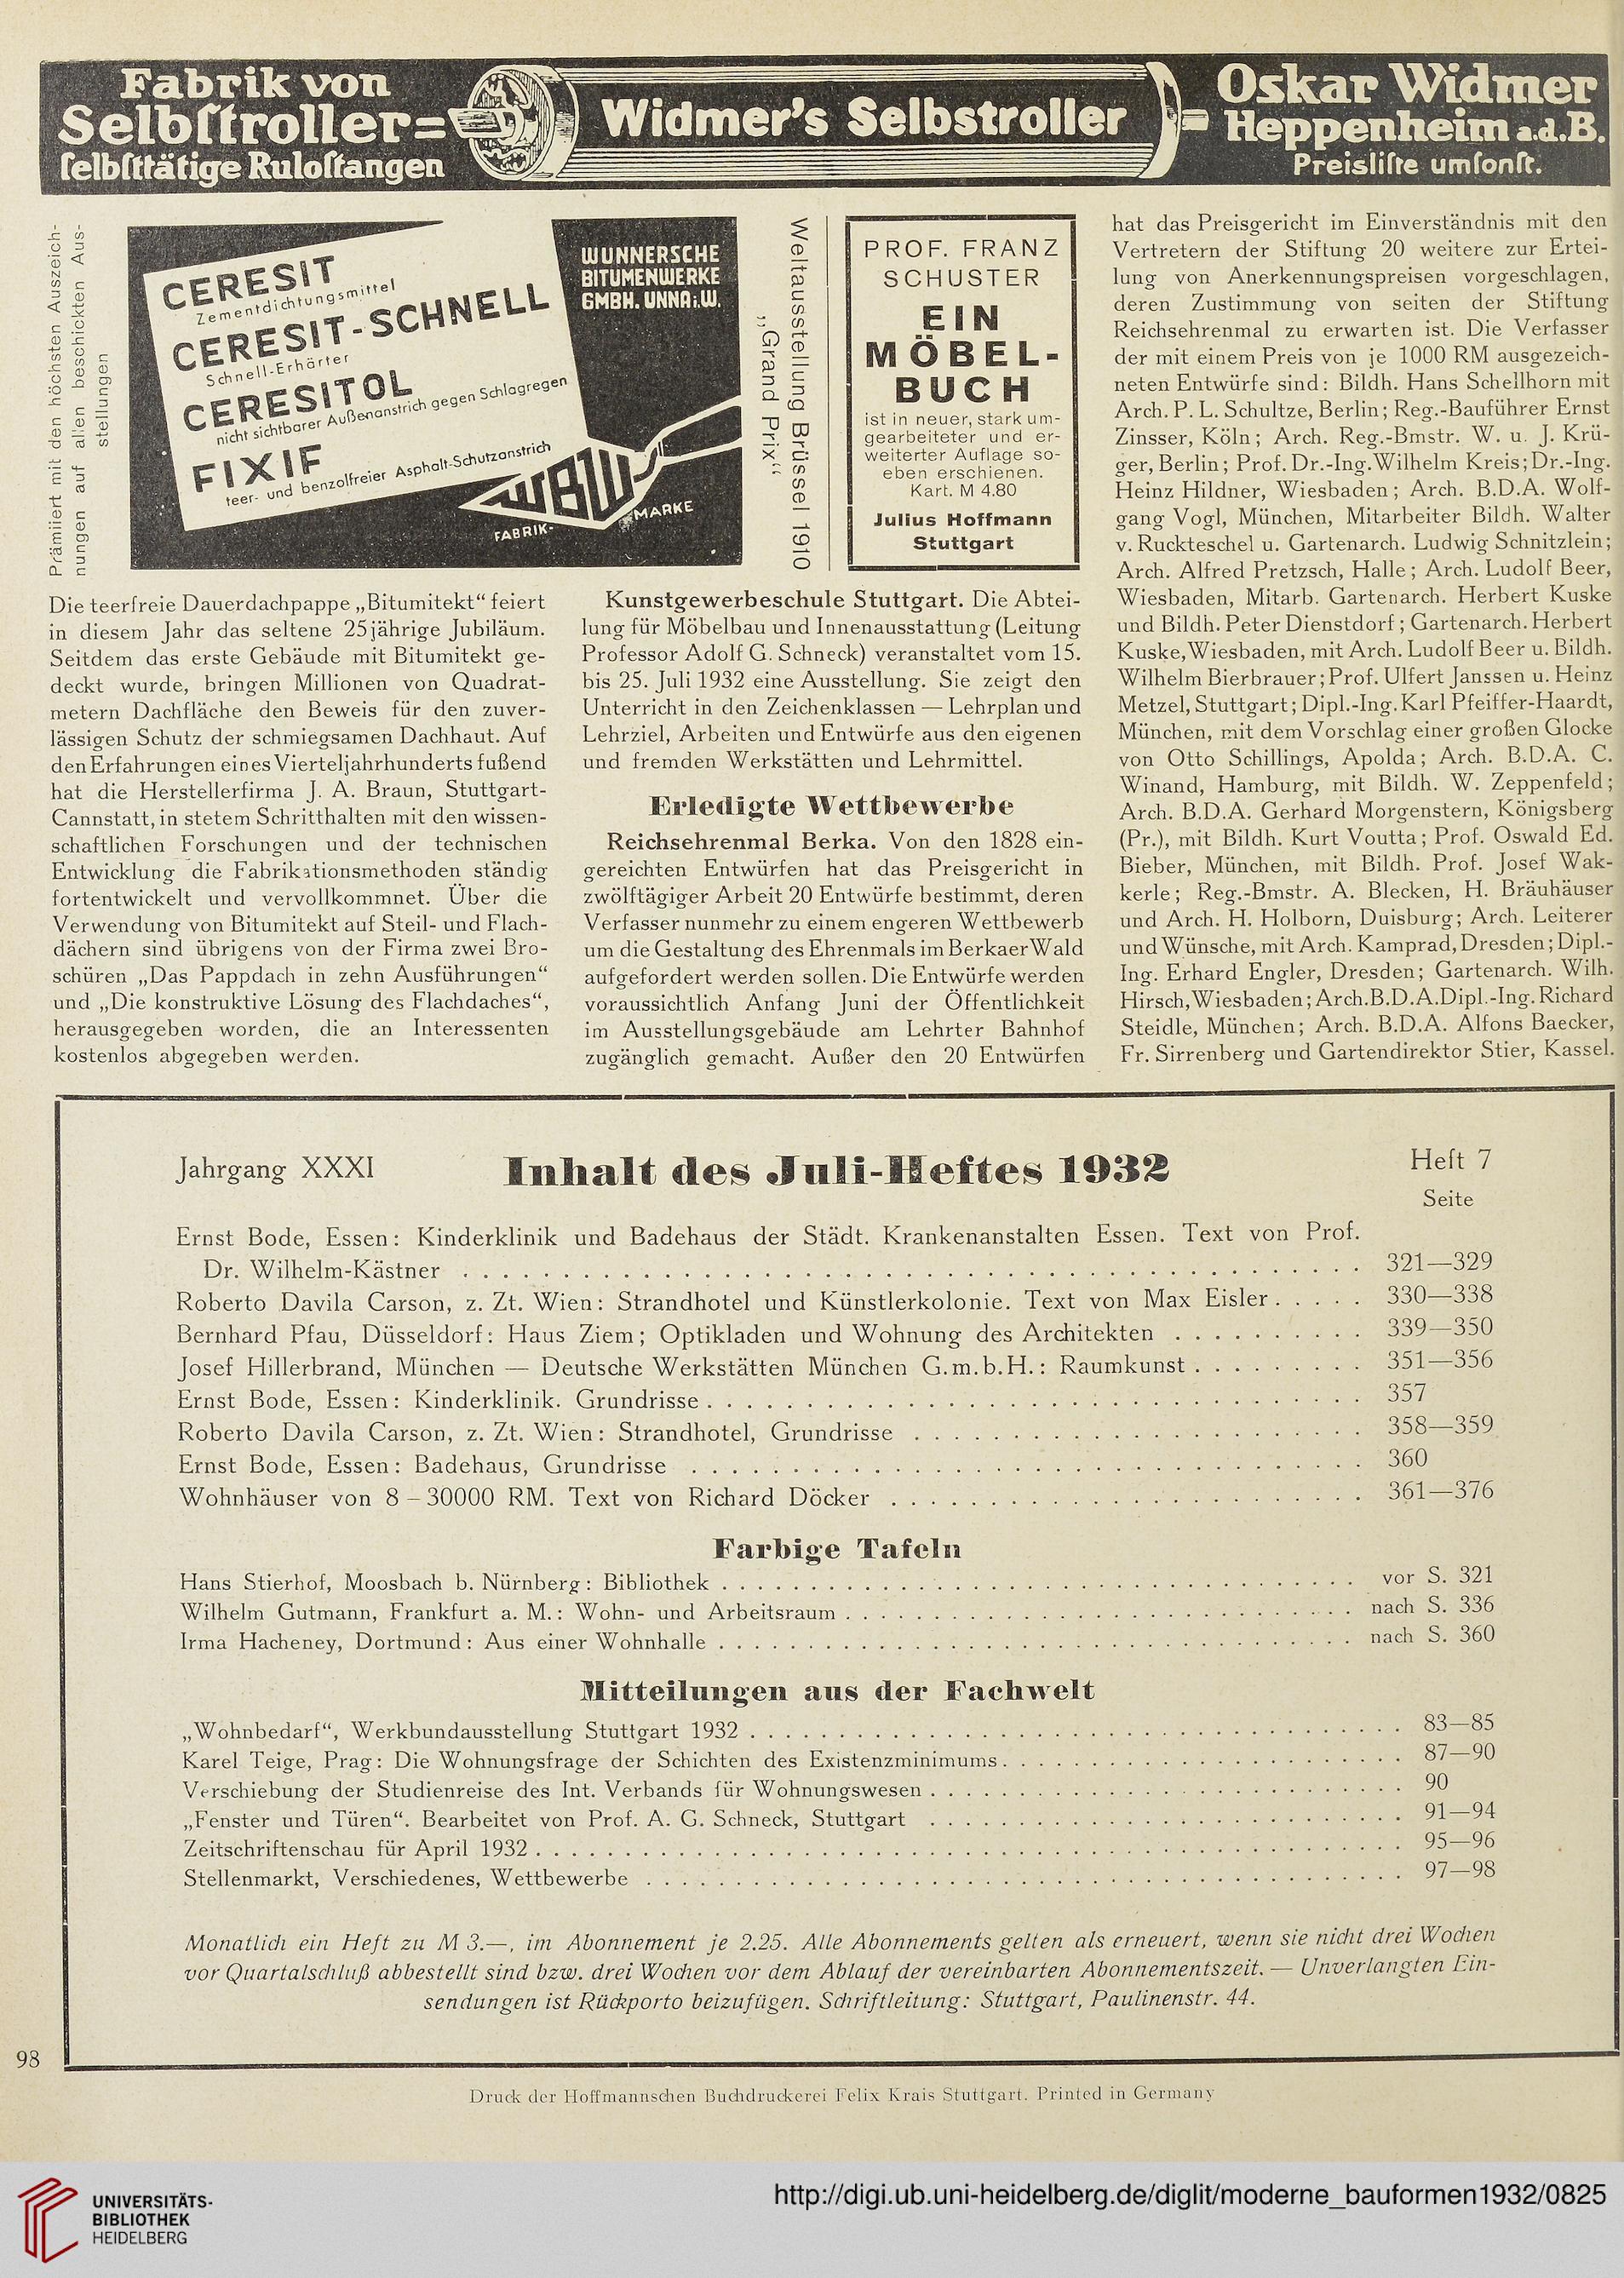 Fabrik von
Selbſtroller=
ſelbſttätige Ruloſtangen
Widmer's Selbstroller
Oskar Widmer
Heppenheim a.d.B.
Preisliſte umſonſt.
Prämiiert mit den höchsten Auszeich-
nungen auf allen beschickten Aus-
stellungen
CERESIT
Zementdichtungsmittel
CERESIT-SCHNELL
Schnell-Erhärter
CERESITOL
nicht sichtbarer Außenanstrich gegen Schlagregen
FIXIF
teer- und benzolfreier Asphalt-Schutzanstrich
WUNNERSCHE
BITUMENWERKE
GMBH. UNNA i.W.
WBW
FABRIK-
MARKE
Weltausstellung Brüssel 1910
„Grand Prix“
PROF. FRANZ
SCHUSTER
EIN
MÖBEL-
BUCH
ist in neuer, stark um-
gearbeiteter und er-
weiterter Auflage so-
eben erschienen.
Kart. M 4.80
Julius Hoffmann
Stuttgart
Die teerfreie Dauerdachpappe „Bitumitekt“ feiert
in diesem Jahr das seltene 25jährige Jubiläum.
Seitdem das erste Gebäude mit Bitumitekt ge-
deckt wurde, bringen Millionen von Quadrat-
metern Dachfläche den Beweis für den zuver-
lässigen Schutz der schmiegsamen Dachhaut. Auf
den Erfahrungen eines Vierteljahrhunderts fußend
hat die Herstellerfirma J. A. Braun, Stuttgart-
Cannstatt, in stetem Schritthalten mit den wissen-
schaftlichen Forschungen und der technischen
Entwicklung die Fabrikationsmethoden ständig
fortentwickelt und vervollkommnet. Über die
Verwendung von Bitumitekt auf Steil- und Flach-
dächern sind übrigens von der Firma zwei Bro-
schüren „Das Pappdach in zehn Ausführungen“
und „Die konstruktive Lösung des Flachdaches“,
herausgegeben worden, die an Interessenten
kostenlos abgegeben werden.
Kunstgewerbeschule Stuttgart. Die Abtei-
lung für Möbelbau und Innenausstattung (Leitung
Professor Adolf G. Schneck) veranstaltet vom 15.
bis 25. Juli 1932 eine Ausstellung. Sie zeigt den
Unterricht in den Zeichenklassen — Lehrplan und
Lehrziel, Arbeiten und Entwürfe aus den eigenen
und fremden Werkstätten und Lehrmittel.
Erledigte Wettbewerbe
Reichsehrenmal Berka. Von den 1828 ein-
gereichten Entwürfen hat das Preisgericht in
zwölftägiger Arbeit 20 Entwürfe bestimmt, deren
Verfasser nunmehr zu einem engeren Wettbewerb
um die Gestaltung des Ehrenmals im Berkaer Wald
aufgefordert werden sollen. Die Entwürfe werden
voraussichtlich Anfang Juni der Öffentlichkeit
im Ausstellungsgebäude am Lehrter Bahnhof
zugänglich gemacht. Außer den 20 Entwürfen
hat das Preisgericht im Einverständnis mit den
Vertretern der Stiftung 20 weitere zur Ertei-
lung von Anerkennungspreisen vorgeschlagen,
deren Zustimmung von seiten der Stiftung
Reichsehrenmal zu erwarten ist. Die Verfasser
der mit einem Preis von je 1000 RM ausgezeich-
neten Entwürfe sind: Bildh. Hans Schellhorn mit
Arch. P. L. Schultze, Berlin; Reg.-Bauführer Ernst
Zinsser, Köln; Arch. Reg.-Bmstr. W. u. J. Krü-
ger, Berlin; Prof. Dr.-Ing. Wilhelm Kreis; Dr.-Ing.
Heinz Hildner, Wiesbaden; Arch. B.D.A. Wolf-
gang Vogl, München, Mitarbeiter Bildh. Walter
v. Ruckteschel u. Gartenarch. Ludwig Schnitzlein;
Arch. Alfred Pretzsch, Halle; Arch. Ludolf Beer,
Wiesbaden, Mitarb. Gartenarch. Herbert Kuske
und Bildh. Peter Dienstdorf; Gartenarch. Herbert
Kuske, Wiesbaden, mit Arch. Ludolf Beer u. Bildh.
Wilhelm Bierbrauer; Prof. Ulfert Janssen u. Heinz
Metzel, Stuttgart; Dipl.-Ing. Karl Pfeiffer-Haardt,
München, mit dem Vorschlag einer großen Glocke
von Otto Schillings, Apolda; Arch. B.D.A. C.
Winand, Hamburg, mit Bildh. W. Zeppenfeld;
Arch. B.D.A. Gerhard Morgenstern, Königsberg
(Pr.), mit Bildh. Kurt Voutta; Prof. Oswald Ed.
Bieber, München, mit Bildh. Prof. Josef Wak-
kerle; Reg.-Bmstr. A. Blecken, H. Bräuhäuser
und Arch. H. Holborn, Duisburg; Arch. Leiterer
und Wünsche, mit Arch. Kamprad, Dresden; Dipl.-
Ing. Erhard Engler, Dresden; Gartenarch. Wilh.
Hirsch, Wiesbaden; Arch. B.D.A. Dipl.-Ing. Richard
Steidle, München; Arch. B.D.A. Alfons Baecker,
Fr. Sirrenberg und Gartendirektor Stier, Kassel.
Jahrgang XXXI Inhalt des Juli-Heftes 1932 Heft 7
Seite
Ernst Bode, Essen: Kinderklinik und Badehaus der Städt. Krankenanstalten Essen. Text von Prof.
Dr. Wilhelm-Kästner . . . . . 321—329
Roberto Davila Carson, z. Zt. Wien: Strandhotel und Künstlerkolonie. Text von Max Eisler . . . . . 330—338
Bernhard Pfau, Düsseldorf: Haus Ziem; Optikladen und Wohnung des Architekten . . . . . 339—350
Josef Hillerbrand, München — Deutsche Werkstätten München G.m.b.H.: Raumkunst . . . . . 351—356
Ernst Bode, Essen: Kinderklinik. Grundrisse . . . . . 357
Roberto Davila Carson, z. Zt. Wien: Strandhotel, Grundrisse . . . . . 358—359
Ernst Bode, Essen: Badehaus, Grundrisse . . . . . 360
Wohnhäuser von 8 – 30000 RM. Text von Richard Döcker . . . . . 361—376
Farbige Tafeln
Hans Stierhof, Moosbach b. Nürnberg: Bibliothek . . . . . vor S. 321
Wilhelm Gutmann, Frankfurt a. M.: Wohn- und Arbeitsraum . . . . . nach S. 336
Irma Hacheney, Dortmund: Aus einer Wohnhalle . . . . . nach S. 360
Mitteilungen aus der Fachwelt
„Wohnbedarf“, Werkbundausstellung Stuttgart 1932 . . . . . 83—85
Karel Teige, Prag: Die Wohnungsfrage der Schichten des Existenzminimums . . . . . 87—90
Verschiebung der Studienreise des Int. Verbands für Wohnungswesen . . . . . 90
„Fenster und Türen“. Bearbeitet von Prof. A. G. Schneck, Stuttgart . . . . . 91—94
Zeitschriftenschau für April 1932 . . . . . 95—96
Stellenmarkt, Verschiedenes, Wettbewerbe . . . . . 97—98
Monatlich ein Heft zu M 3.—, im Abonnement je 2.25. Alle Abonnements gelten als erneuert, wenn sie nicht drei Wochen
vor Quartalschluß abbestellt sind bzw. drei Wochen vor dem Ablauf der vereinbarten Abonnementszeit. — Unverlangten Ein-
sendungen ist Rückporto beizufügen. Schriftleitung: Stuttgart, Paulinenstr. 44.
98
Druck der Hoffmannschen Buchdruckerei Felix Krais Stuttgart. Printed in Germany
UNIVERSITÄTS-
BIBLIOTHEK
HEIDELBERG
http://digi.ub.uni-heidelberg.de/diglit/moderne_bauformen1932/0825